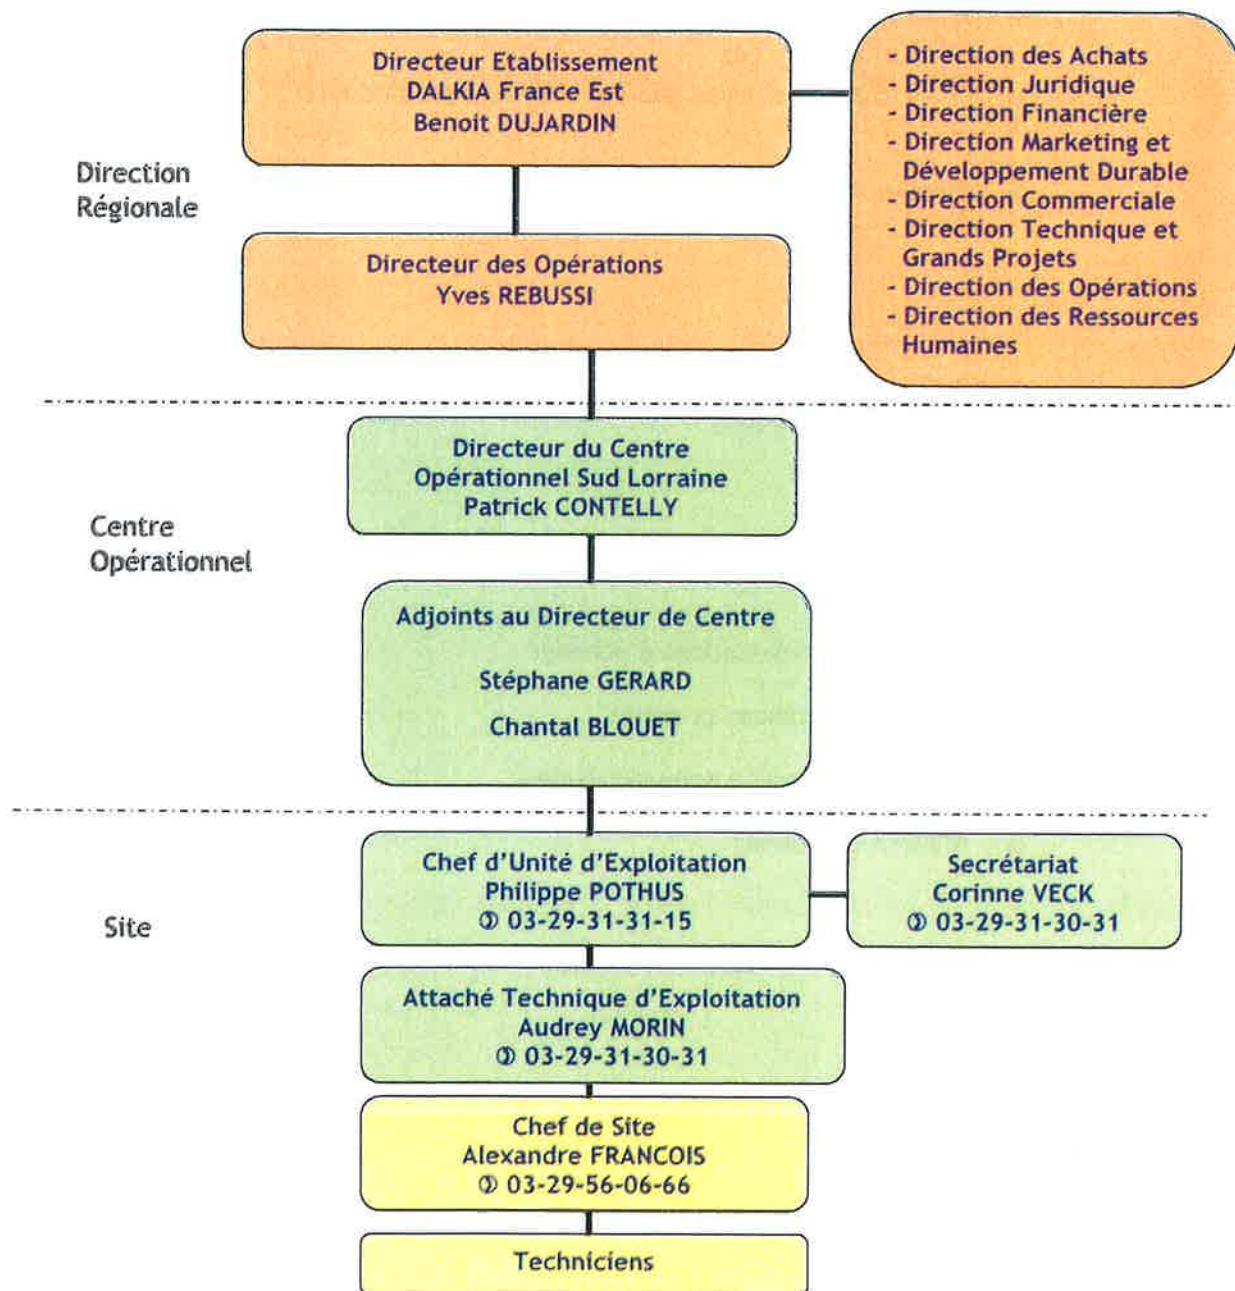 Directeur Etablissement
DALKIA France Est
Benoit DUJARDIN
- Direction des Achats
- Direction Juridique
- Direction Financière
- Direction Marketing et
Développement Durable
- Direction Commerciale
- Direction Technique et
Grands Projets
- Direction des Opérations
- Direction des Ressources
Humaines
Direction
Régionale
Directeur des Opérations
Yves REBUSSI
Directeur du Centre
Opérationnel Sud Lorraine
Patrick CONTELLY
Centre
Opérationnel
Adjoints au Directeur de Centre
Stéphane GERARD
Chantal BLOUET
Site
Chef d'Unité d'Exploitation
Philippe POTHUS
03-29-31-31-15
Secrétariat
Corinne VECK
03-29-31-30-31
Attaché Technique d'Exploitation
Audrey MORIN
03-29-31-30-31
Chef de Site
Alexandre FRANCOIS
03-29-56-06-66
Techniciens